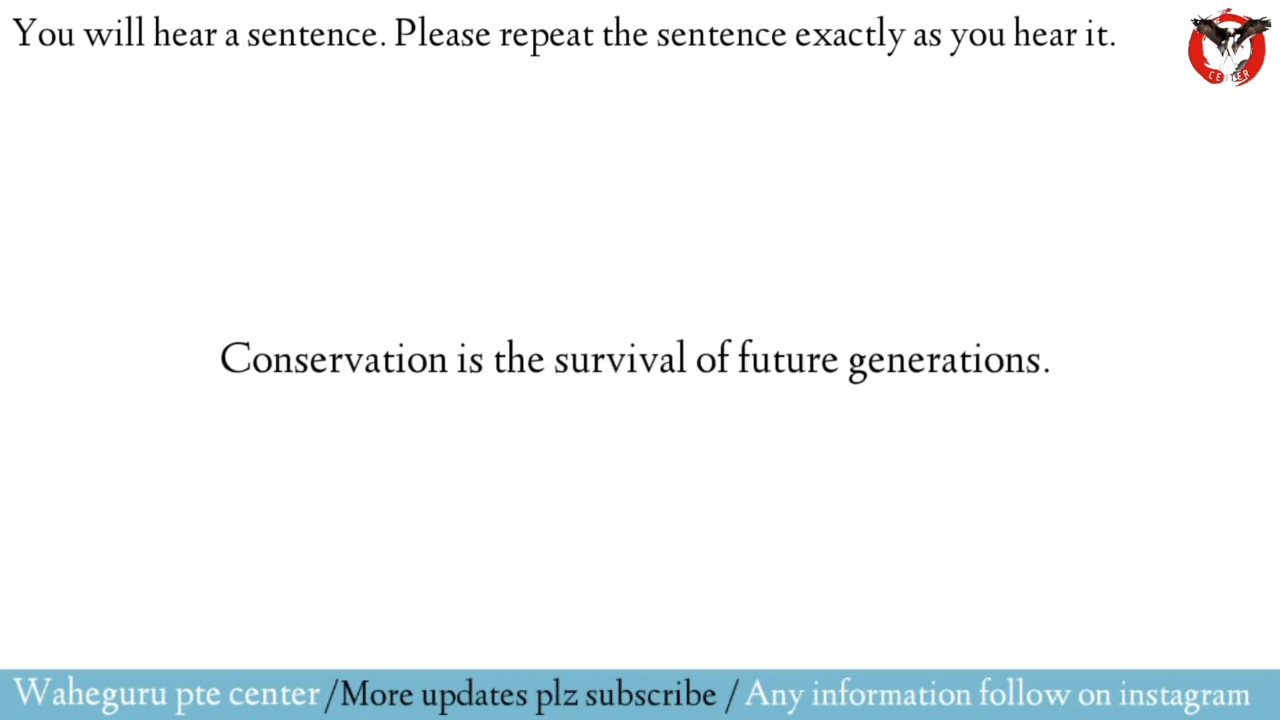 You will hear a sentence. Please repeat the sentence exactly as you hear it.
CENTER
Conservation is the survival of future generations.
Waheguru pte center /More updates plz subscribe / Any information follow on instagram